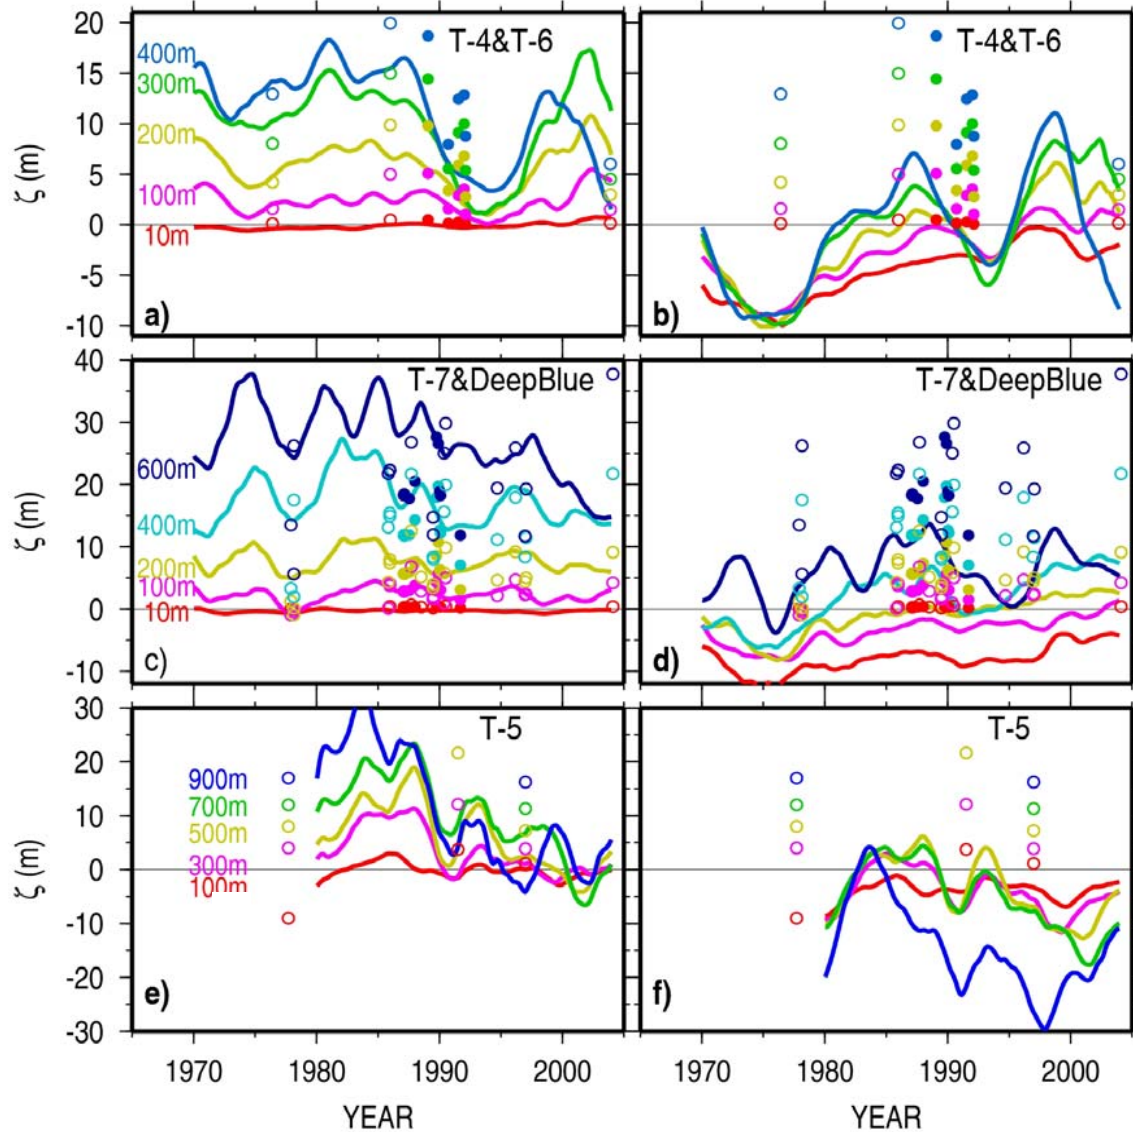 20
15
10
5
0
-5
-10
ζ (m)
400m
300m
200m
100m
10m
T-4&T-6
a)
T-4&T-6
b)
40
30
20
10
0
-10
ζ (m)
600m
400m
200m
100m
10m
T-7&DeepBlue
c)
T-7&DeepBlue
d)
30
20
10
0
-10
-20
-30
ζ (m)
900m
700m
500m
300m
100m
T-5
e)
T-5
f)
1970 1980 1990 2000
1970 1980 1990 2000
YEAR
YEAR